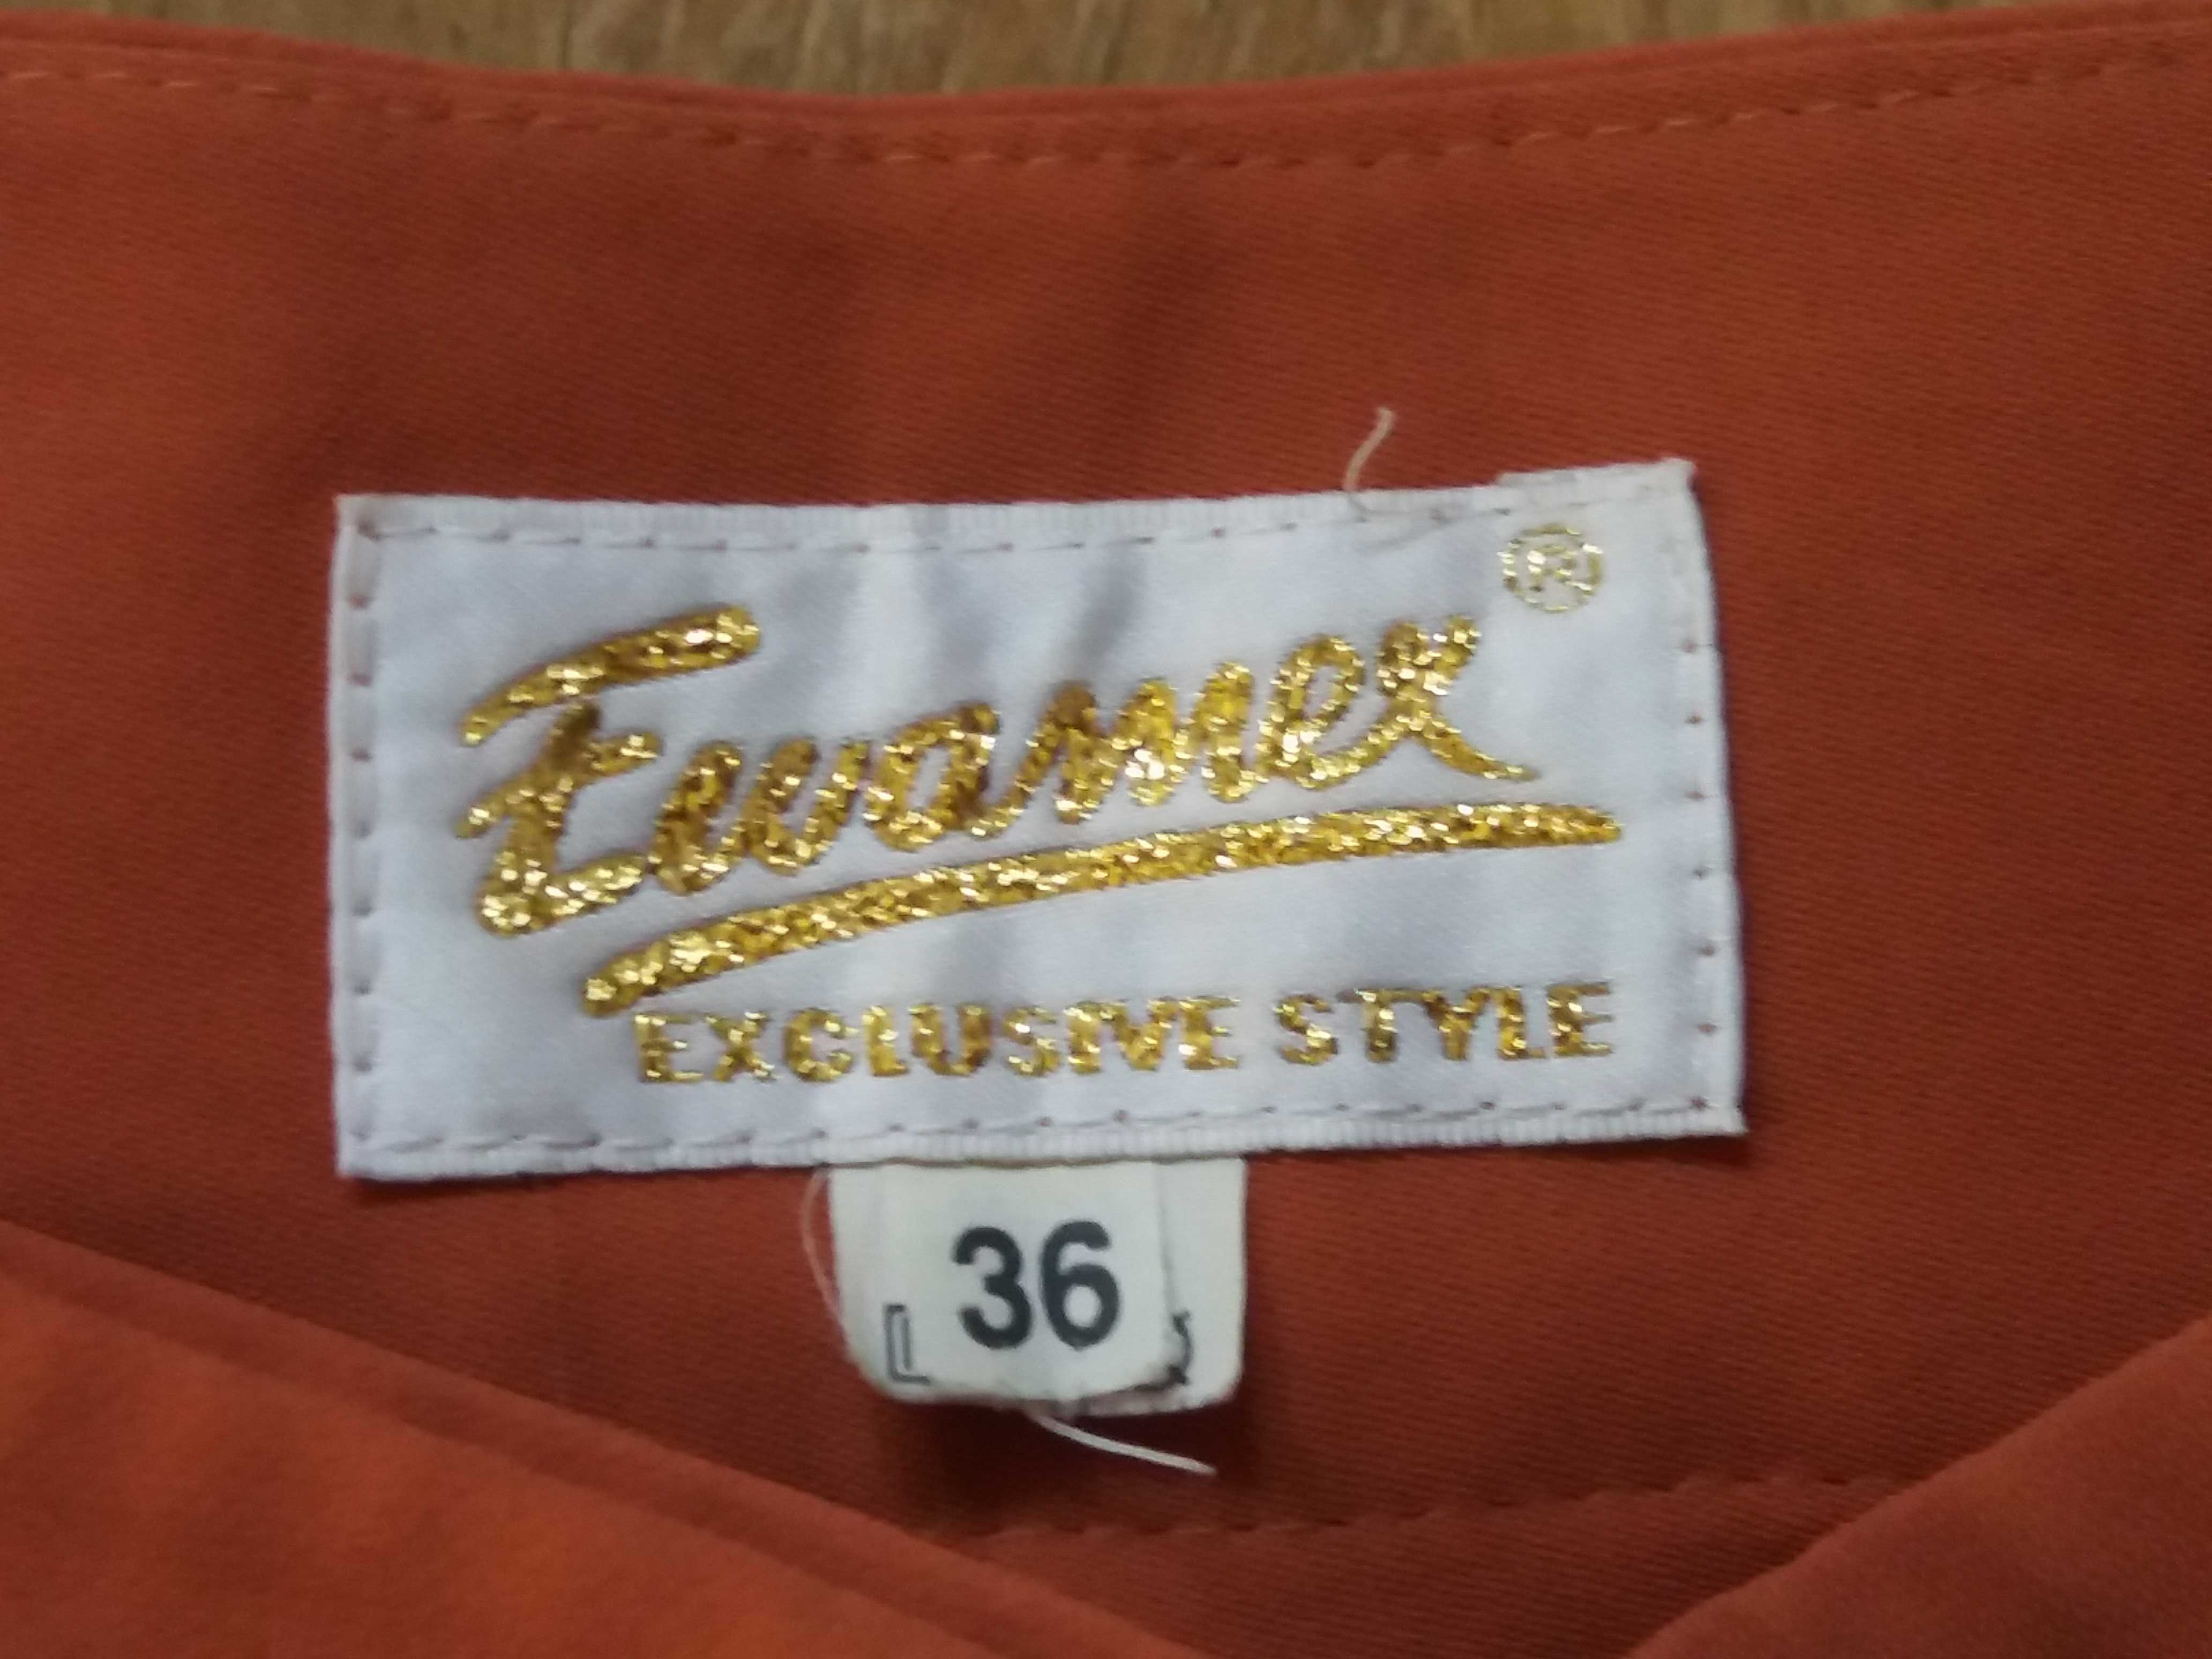 Ewamex ®
EXCLUSIVE STYLE
36